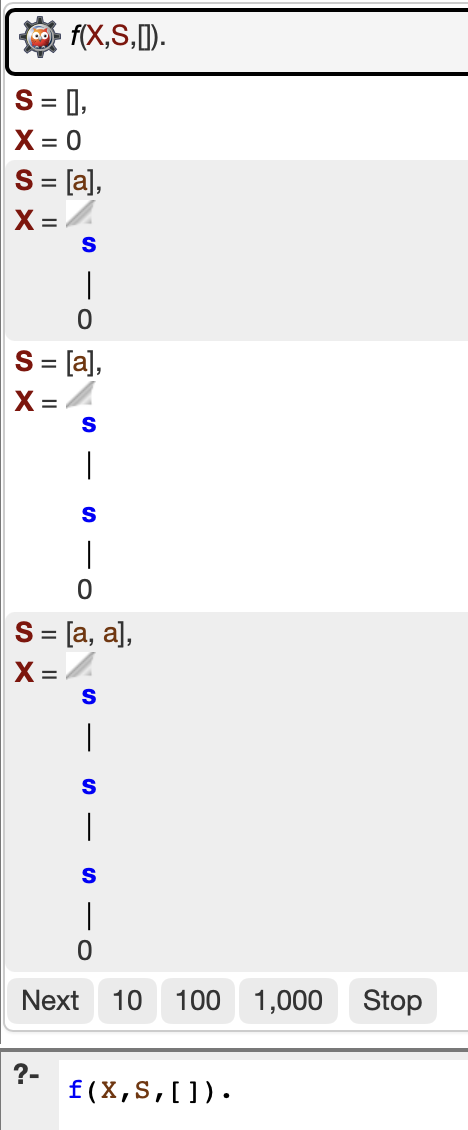 f(X,S,[]).
S = [],
X = 0
S = [a],
X =
s
|
0
S = [a],
X =
s
|
s
|
0
S = [a, a],
X =
s
|
s
|
s
|
0
Next 10 100 1,000 Stop
?- f(X,S,[]).